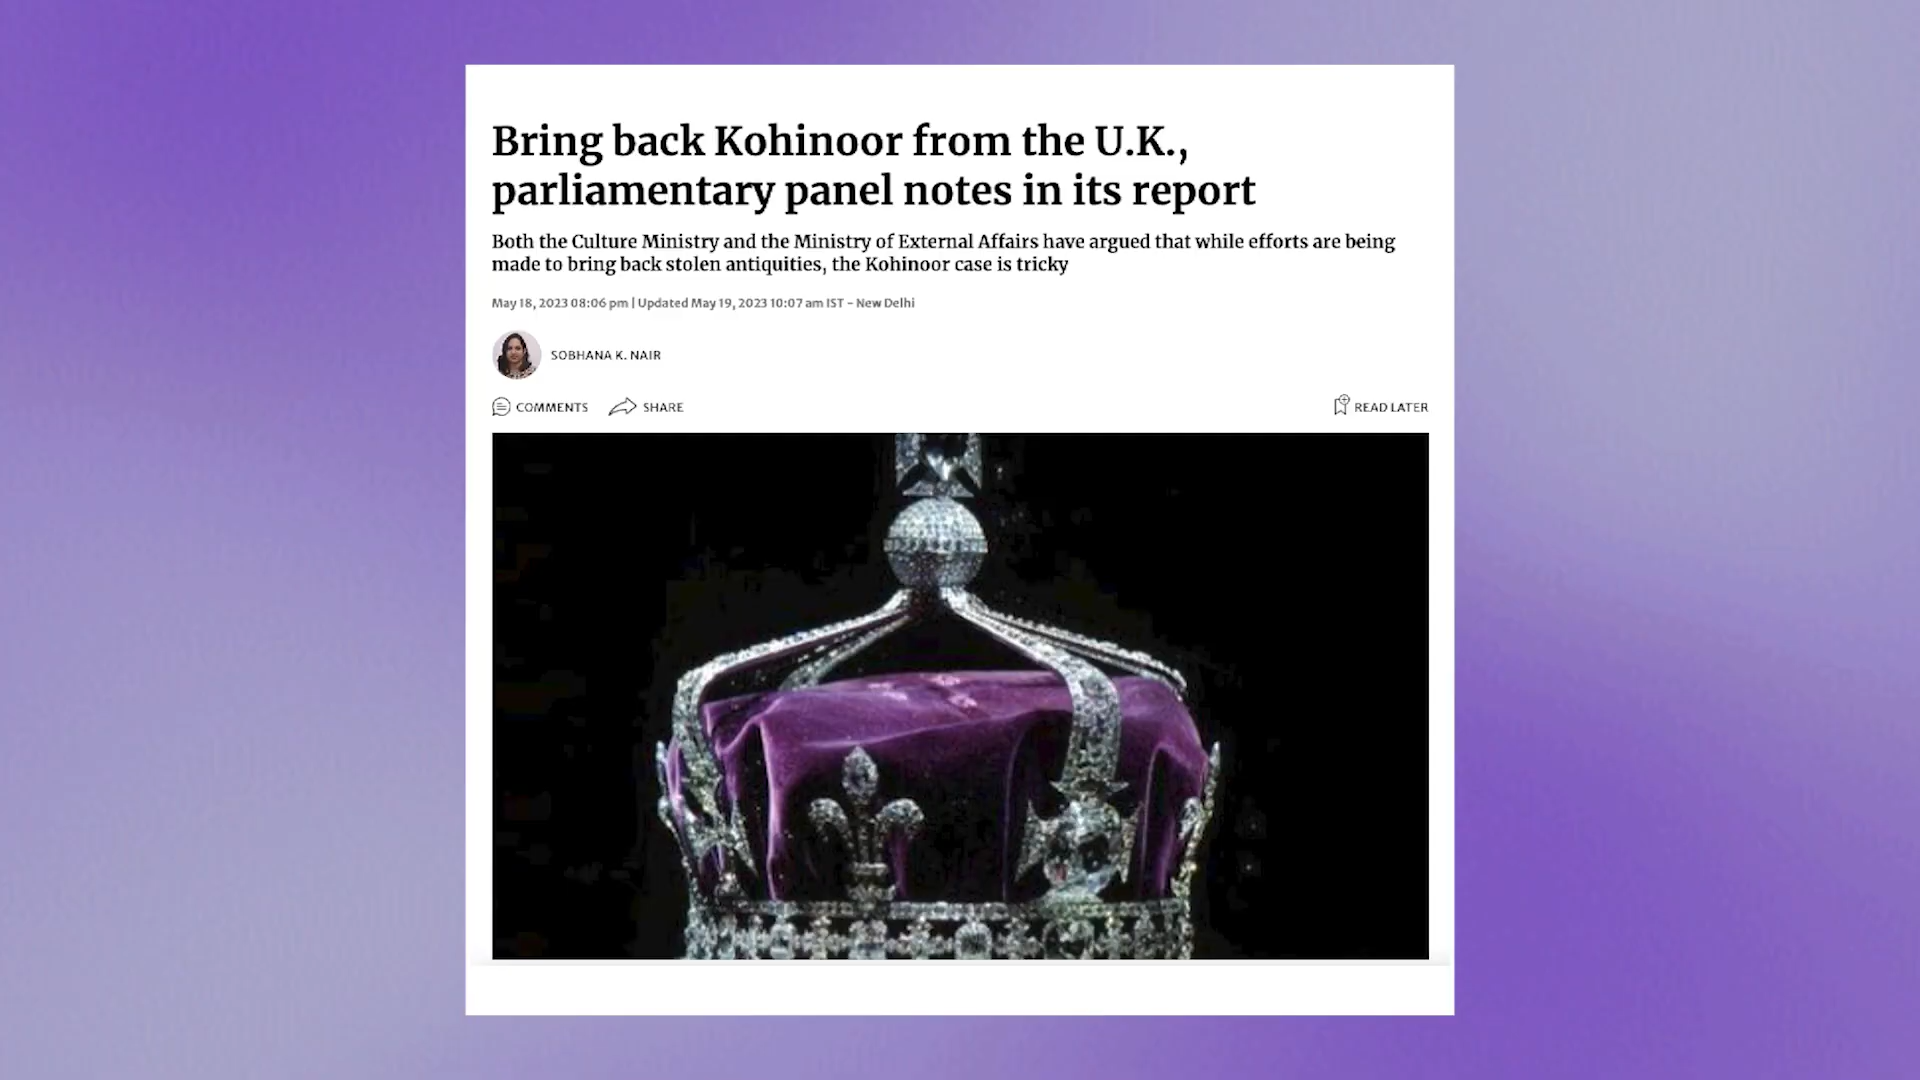 Bring back Kohinoor from the U.K.,
parliamentary panel notes in its report
Both the Culture Ministry and the Ministry of External Affairs have argued that while efforts are being
made to bring back stolen antiquities, the Kohinoor case is tricky
May 18, 2023 08:06 pm | Updated May 19, 2023 10:07 am IST - New Delhi
SOBHANA K. NAIR
COMMENTS SHARE READ LATER